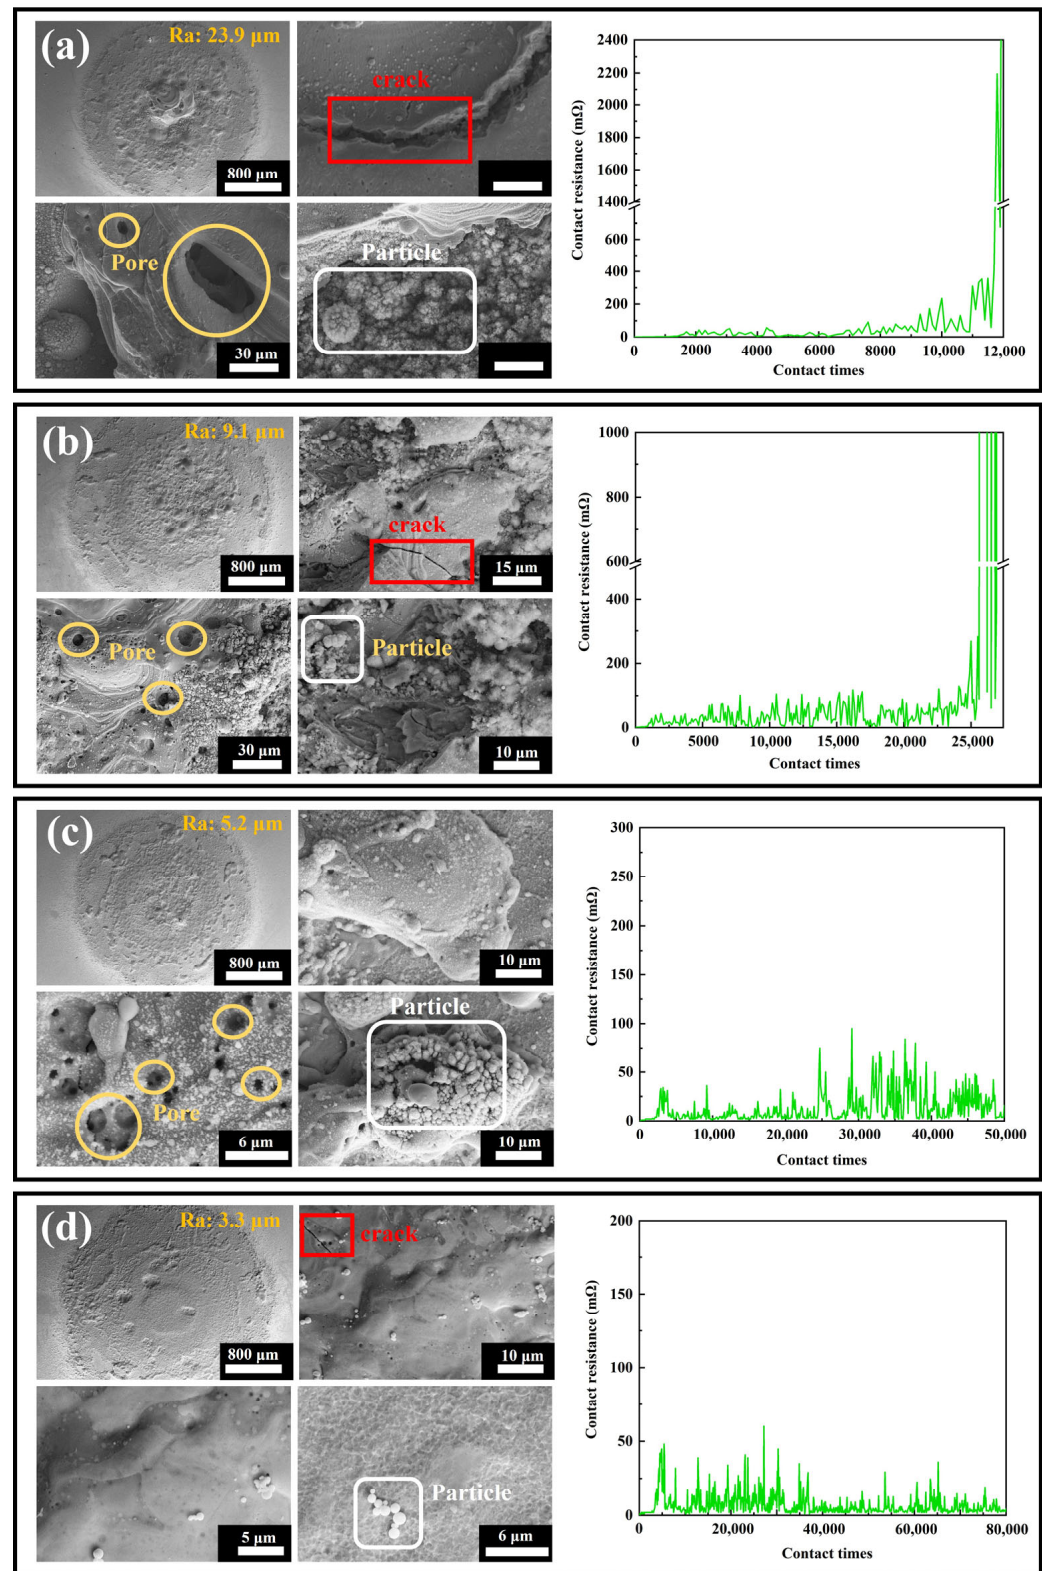 (a)
Ra: 23.9 μm
800 μm
crack
Pore
30 μm
Particle
Contact resistance (mΩ)
2400
2200
2000
1800
1600
1400
600
400
200
0
0 2000 4000 6000 8000 10,000 12,000
Contact times
(b)
Ra: 9.1 μm
800 μm
crack
15 μm
Pore
30 μm
Particle
10 μm
Contact resistance (mΩ)
1000
800
600
400
200
0
0 5000 10,000 15,000 20,000 25,000
Contact times
(c)
Ra: 5.2 μm
800 μm
10 μm
Pore
6 μm
Particle
10 μm
Contact resistance (mΩ)
300
250
200
150
100
50
0
0 10,000 20,000 30,000 40,000 50,000
Contact times
(d)
Ra: 3.3 μm
800 μm
crack
10 μm
5 μm
Particle
6 μm
Contact resistance (mΩ)
200
150
100
50
0
0 20,000 40,000 60,000 80,000
Contact times